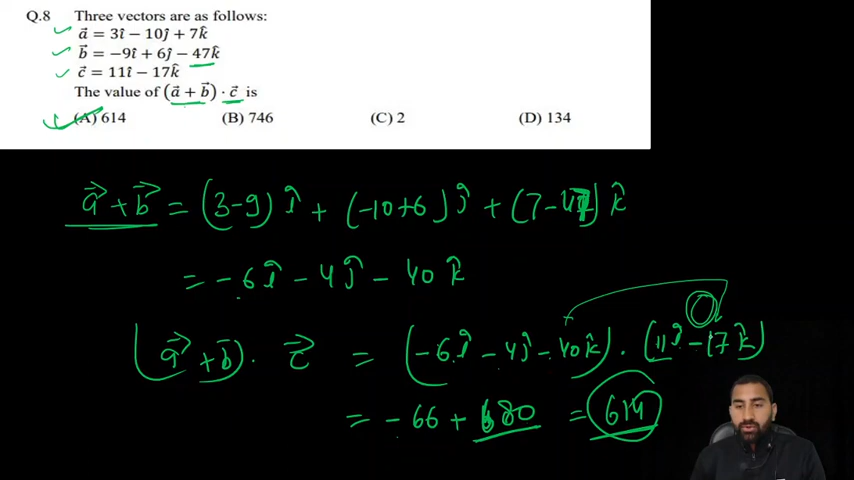 Q.8 Three vectors are as follows:
a⃗ = 3î − 10ĵ + 7k̂
b⃗ = −9î + 6ĵ − 47k̂
c⃗ = 11î − 17k̂
The value of (a⃗ + b⃗) · c⃗ is
(A) 614 (B) 746 (C) 2 (D) 134
a⃗ + b⃗ = (3-9) î + (-10+6) ĵ + (7-47) k̂
= -6î - 4ĵ - 40k̂
(a⃗ + b⃗) · c⃗ = (-6î - 4ĵ - 40k̂) · (11î - 17k̂)
= -66 + 680 = 614